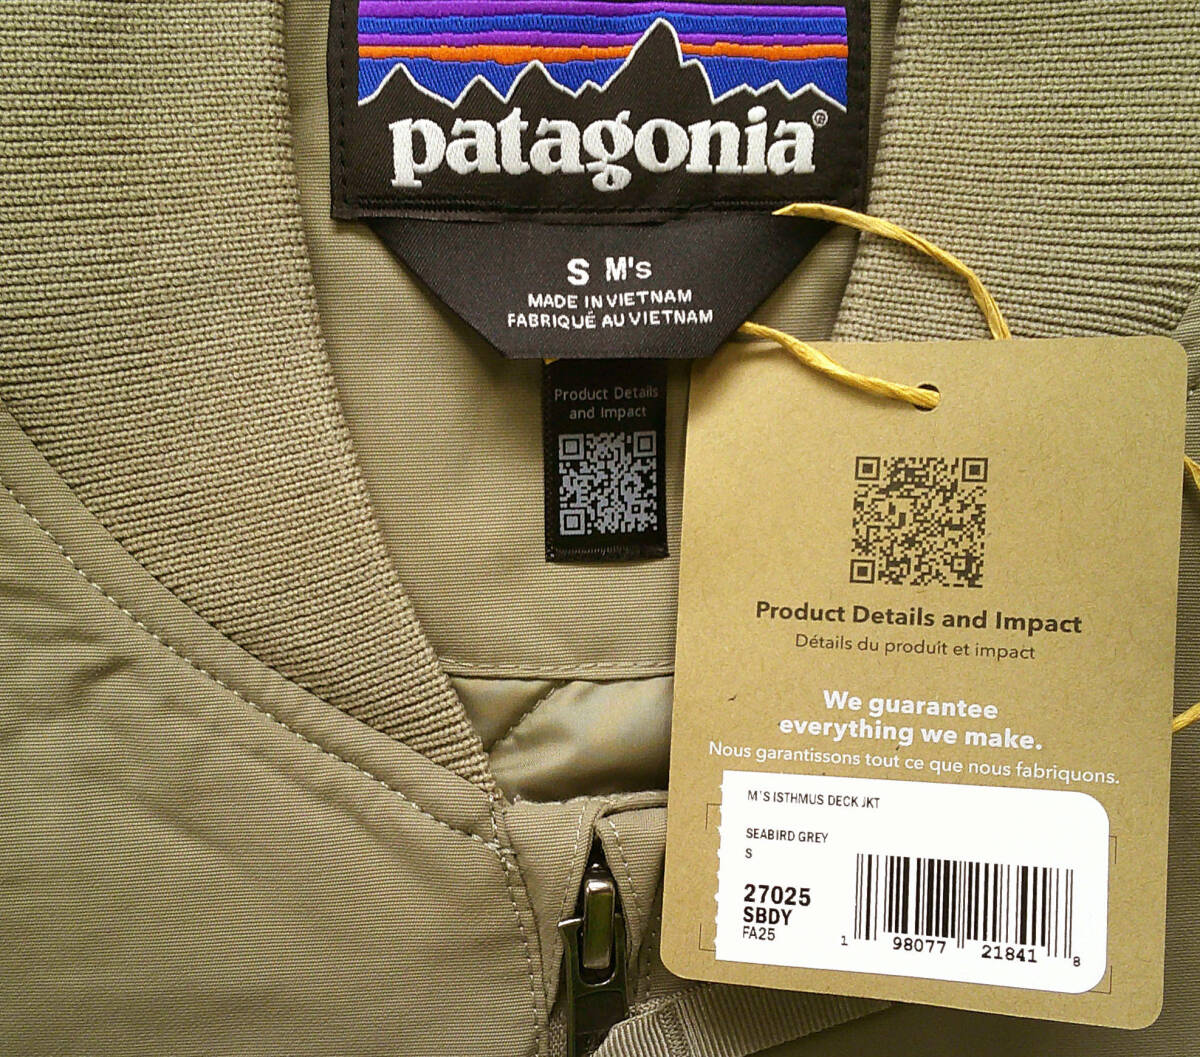 patagonia®
S M's
MADE IN VIETNAM
FABRIQUÉ AU VIETNAM
Product Details
and Impact
Product Details and Impact
Détails du produit et impact
We guarantee
everything we make.
Nous garantissons tout ce que nous fabriquons.
M'S ISTHMUS DECK JKT
SEABIRD GREY
S
27025
SBDY
FA25
1 98077 21841 8